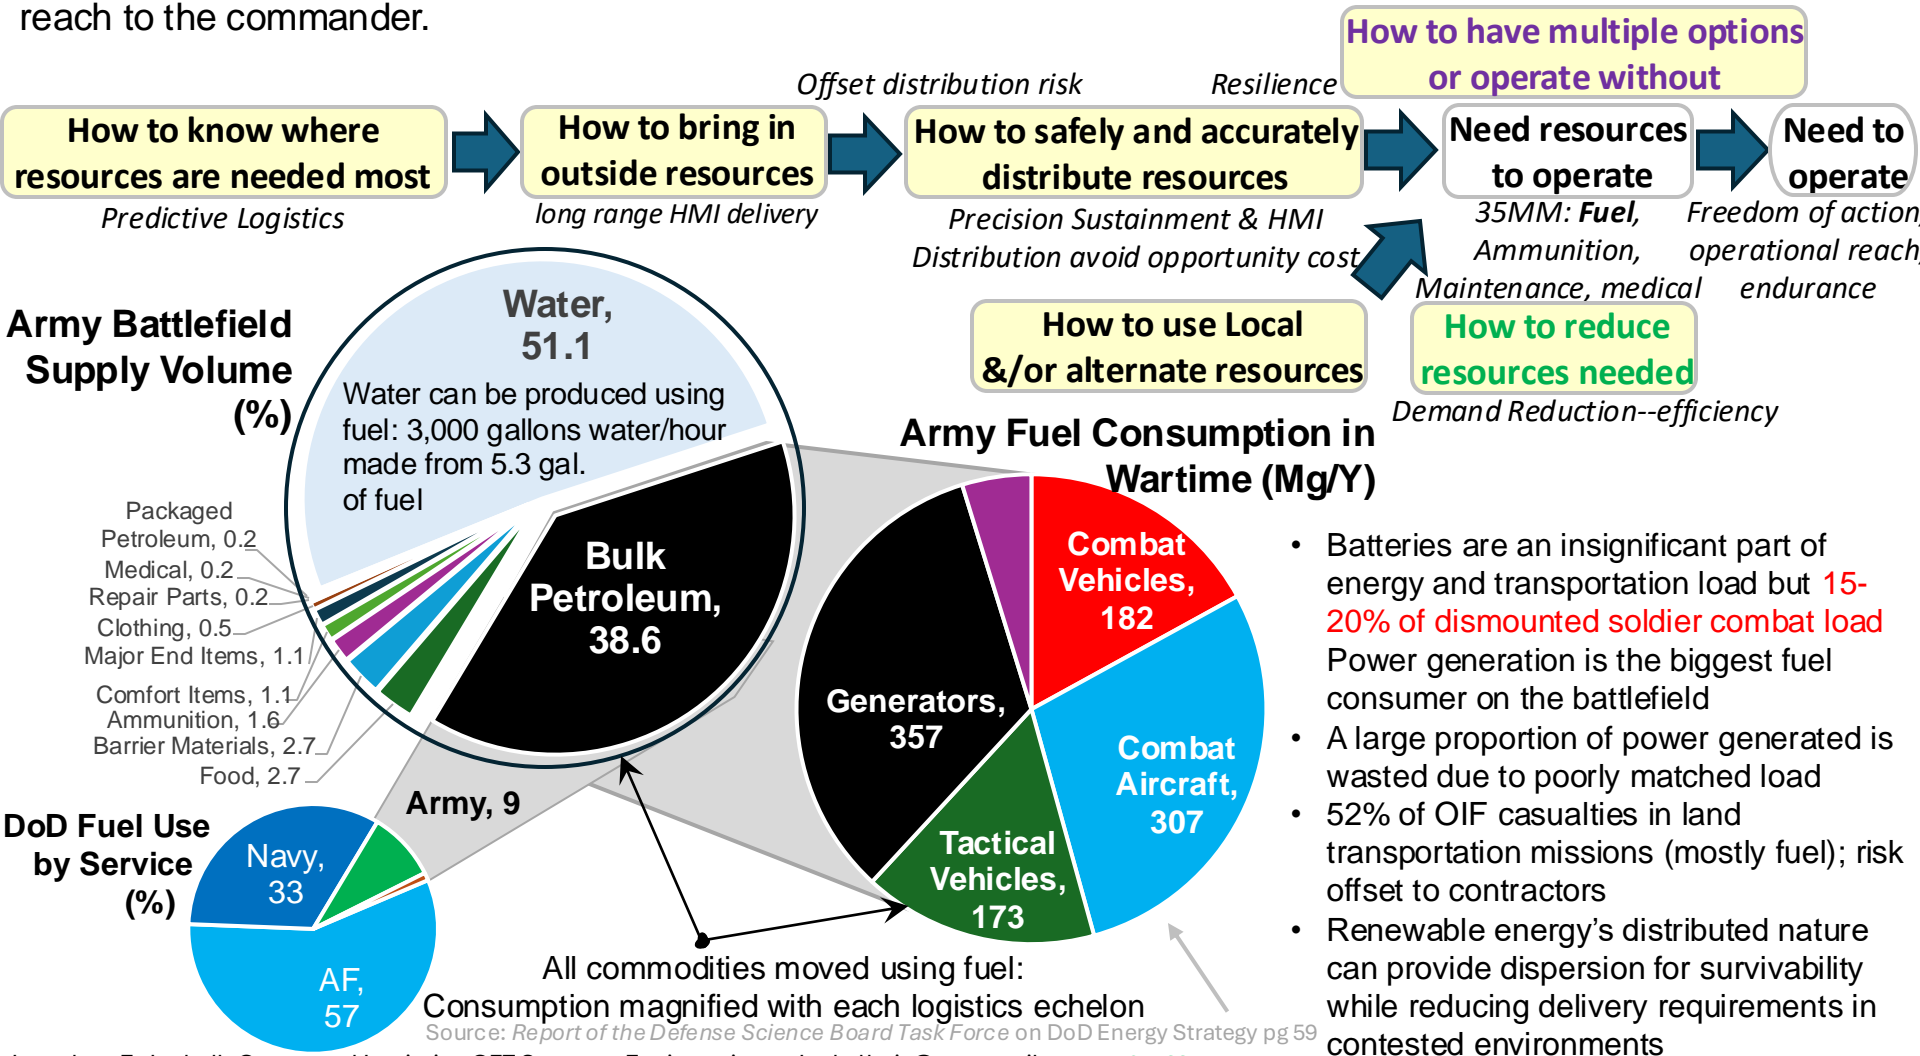 reach to the commander.
How to have multiple options
or operate without
Offset distribution risk
Resilience
How to know where
resources are needed most
Predictive Logistics
How to bring in
outside resources
long range HMI delivery
How to safely and accurately
distribute resources
Precision Sustainment & HMI
Distribution avoid opportunity cost
Need resources
to operate
35MM: Fuel,
Ammunition,
Maintenance, medical
Need to
operate
Freedom of action,
operational reach,
endurance
How to use Local
&/or alternate resources
How to reduce
resources needed
Demand Reduction--efficiency
Army Battlefield
Supply Volume
(%)
Water,
51.1
Water can be produced using
fuel: 3,000 gallons water/hour
made from 5.3 gal.
of fuel
Bulk
Petroleum,
38.6
Packaged
Petroleum, 0.2
Medical, 0.2
Repair Parts, 0.2
Clothing, 0.5
Major End Items, 1.1
Comfort Items, 1.1
Ammunition, 1.6
Barrier Materials, 2.7
Food, 2.7
Army Fuel Consumption in
Wartime (Mg/Y)
Combat
Vehicles,
182
Combat
Aircraft,
307
Tactical
Vehicles,
173
Generators,
357
DoD Fuel Use
by Service
(%)
Army, 9
Navy,
33
AF,
57
All commodities moved using fuel:
Consumption magnified with each logistics echelon
Source: Report of the Defense Science Board Task Force on DoD Energy Strategy pg 59
• Batteries are an insignificant part of
energy and transportation load but 15-
20% of dismounted soldier combat load
Power generation is the biggest fuel
consumer on the battlefield
• A large proportion of power generated is
wasted due to poorly matched load
• 52% of OIF casualties in land
transportation missions (mostly fuel); risk
offset to contractors
• Renewable energy’s distributed nature
can provide dispersion for survivability
while reducing delivery requirements in
contested environments